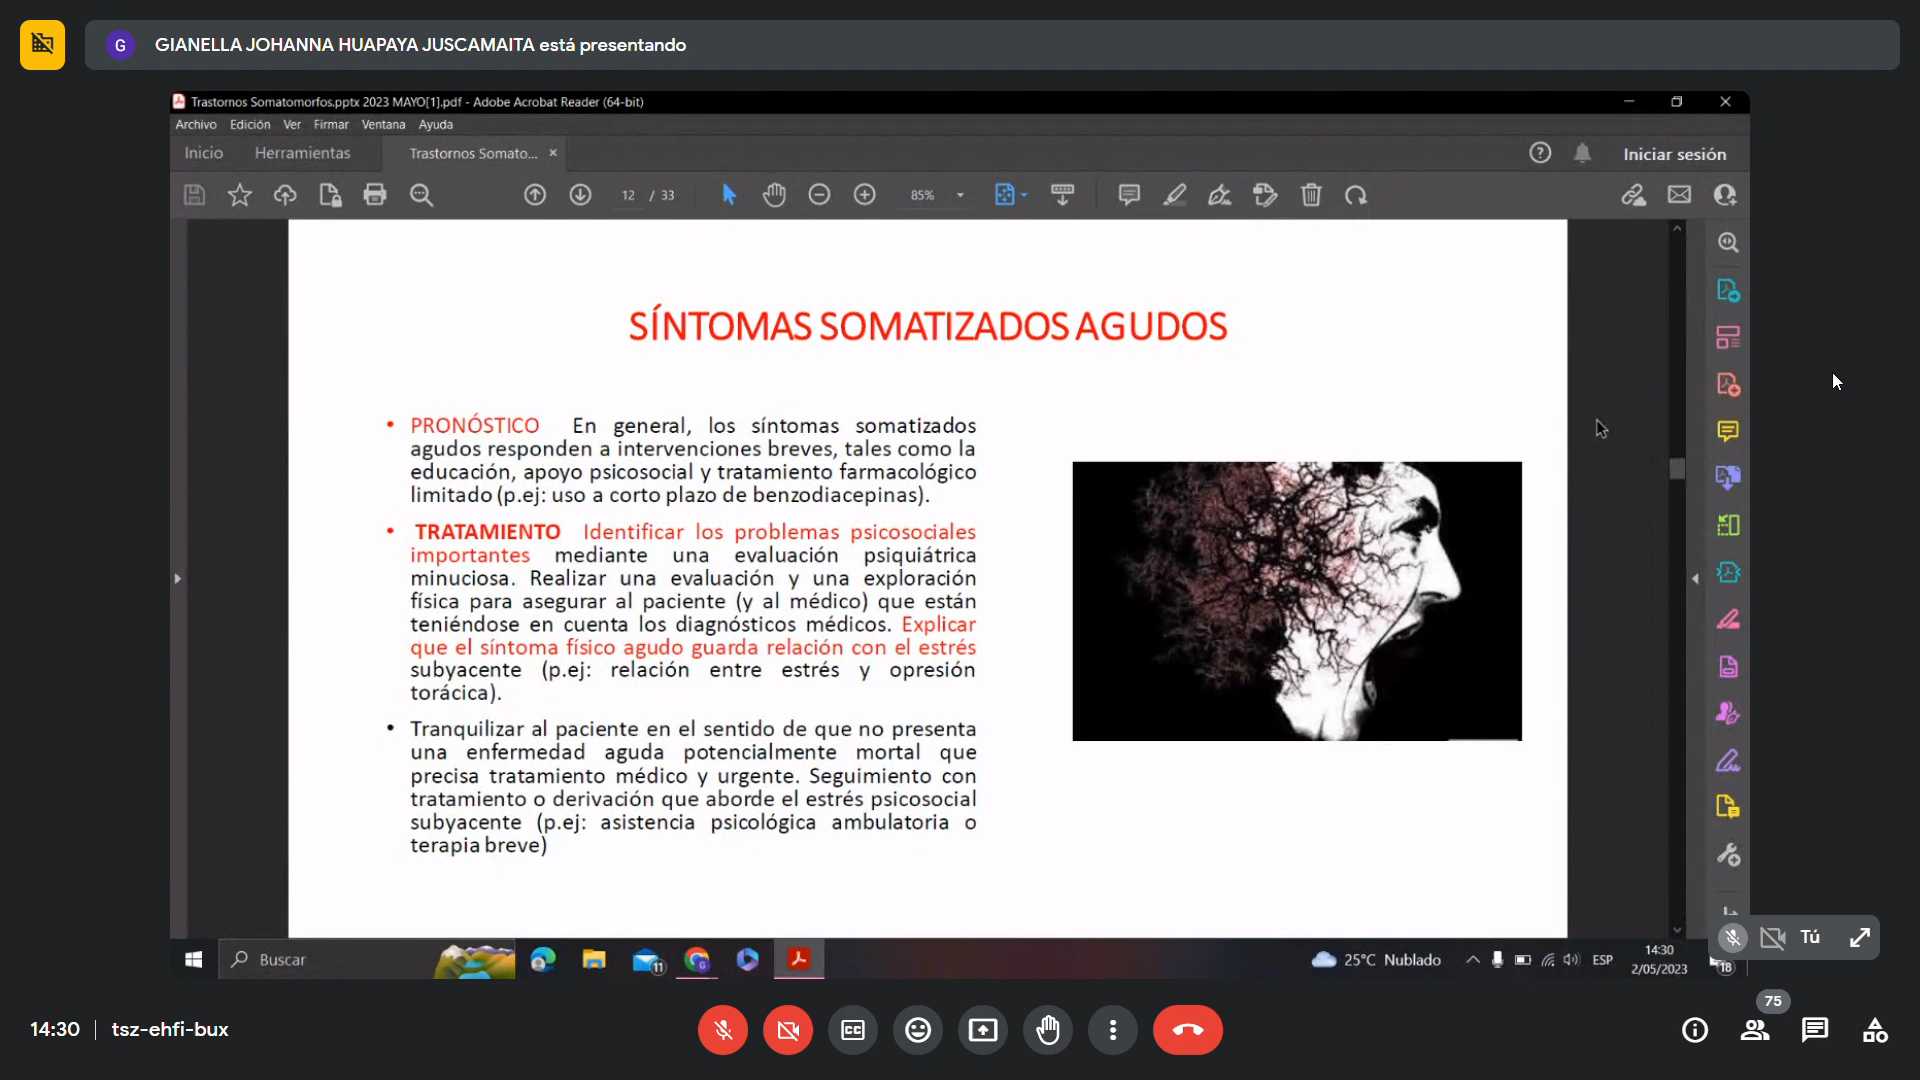 G GIANELLA JOHANNA HUAPAYA JUSCAMAITA está presentando
Trastornos Somatomorfos.pptx 2023 MAYO[1].pdf - Adobe Acrobat Reader (64-bit)
Archivo Edición Ver Firmar Ventana Ayuda
Inicio Herramientas Trastornos Somato... Iniciar sesión
12 / 33 85%
SÍNTOMAS SOMATIZADOS AGUDOS
• PRONÓSTICO En general, los síntomas somatizados
agudos responden a intervenciones breves, tales como la
educación, apoyo psicosocial y tratamiento farmacológico
limitado (p.ej: uso a corto plazo de benzodiacepinas).
• TRATAMIENTO Identificar los problemas psicosociales
importantes mediante una evaluación psiquiátrica
minuciosa. Realizar una evaluación y una exploración
física para asegurar al paciente (y al médico) que están
teniéndose en cuenta los diagnósticos médicos. Explicar
que el síntoma físico agudo guarda relación con el estrés
subyacente (p.ej: relación entre estrés y opresión
torácica).
• Tranquilizar al paciente en el sentido de que no presenta
una enfermedad aguda potencialmente mortal que
precisa tratamiento médico y urgente. Seguimiento con
tratamiento o derivación que aborde el estrés psicosocial
subyacente (p.ej: asistencia psicológica ambulatoria o
terapia breve)
Tú
Buscar 11 G 25°C Nublado ESP 14:30
2/05/2023 18
75
14:30 | tsz-ehfi-bux CC